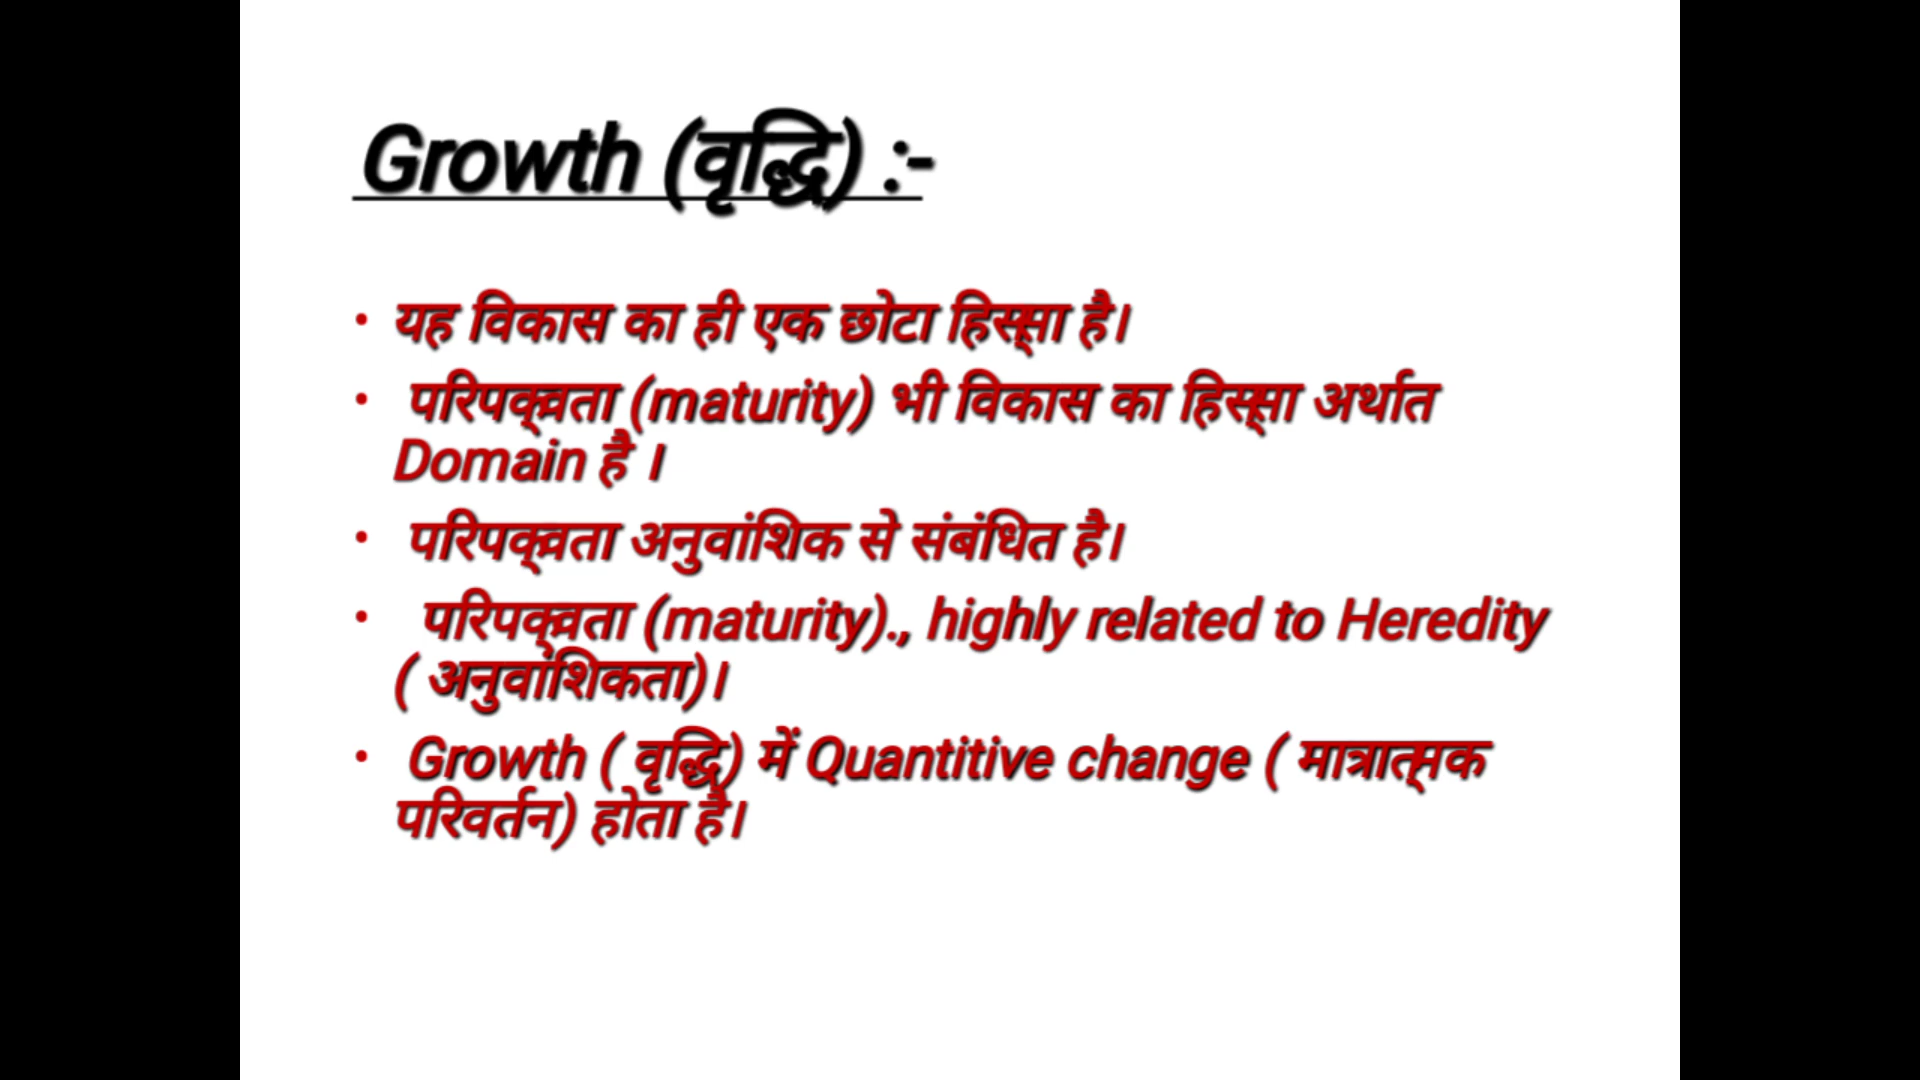 Growth (वृद्धि) :-
• यह विकास का ही एक छोटा हिस्सा है।
• परिपक्वता (maturity) भी विकास का हिस्सा अर्थात
Domain है ।
• परिपक्वता अनुवांशिक से संबंधित है।
• परिपक्वता (maturity)., highly related to Heredity
( अनुवांशिकता)।
• Growth ( वृद्धि) में Quantitive change ( मात्रात्मक
परिवर्तन) होता है।